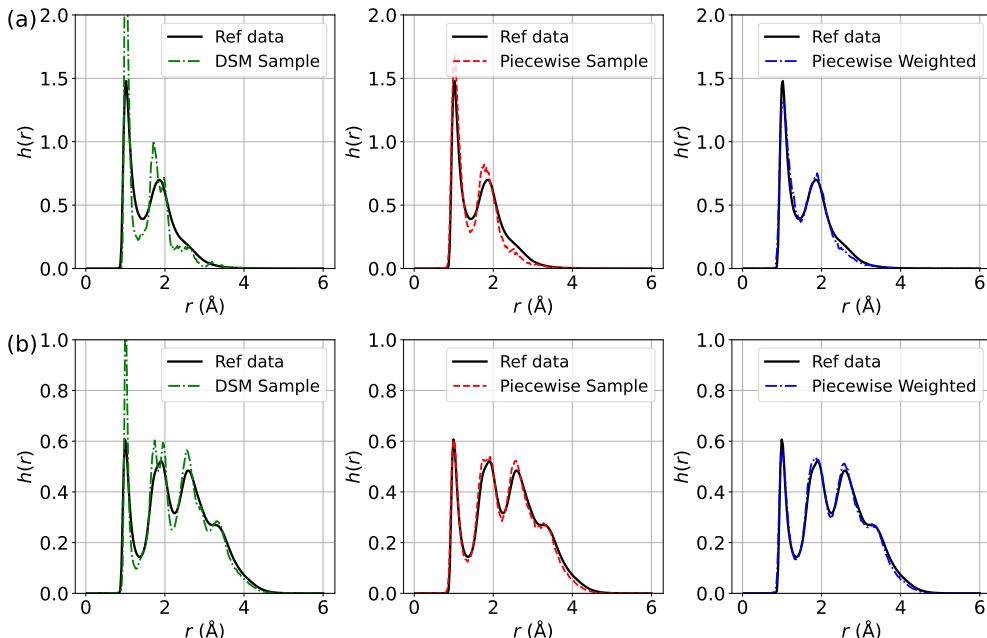 (a)
2.0
1.5
1.0
0.5
0.0
h(r)
0
2
4
6
r (Å)
Ref data
DSM Sample
2.0
1.5
1.0
0.5
0.0
h(r)
0
2
4
6
r (Å)
Ref data
Piecewise Sample
2.0
1.5
1.0
0.5
0.0
h(r)
0
2
4
6
r (Å)
Ref data
Piecewise Weighted
(b)
1.0
0.8
0.6
0.4
0.2
0.0
h(r)
0
2
4
6
r (Å)
Ref data
DSM Sample
1.0
0.8
0.6
0.4
0.2
0.0
h(r)
0
2
4
6
r (Å)
Ref data
Piecewise Sample
1.0
0.8
0.6
0.4
0.2
0.0
h(r)
0
2
4
6
r (Å)
Ref data
Piecewise Weighted